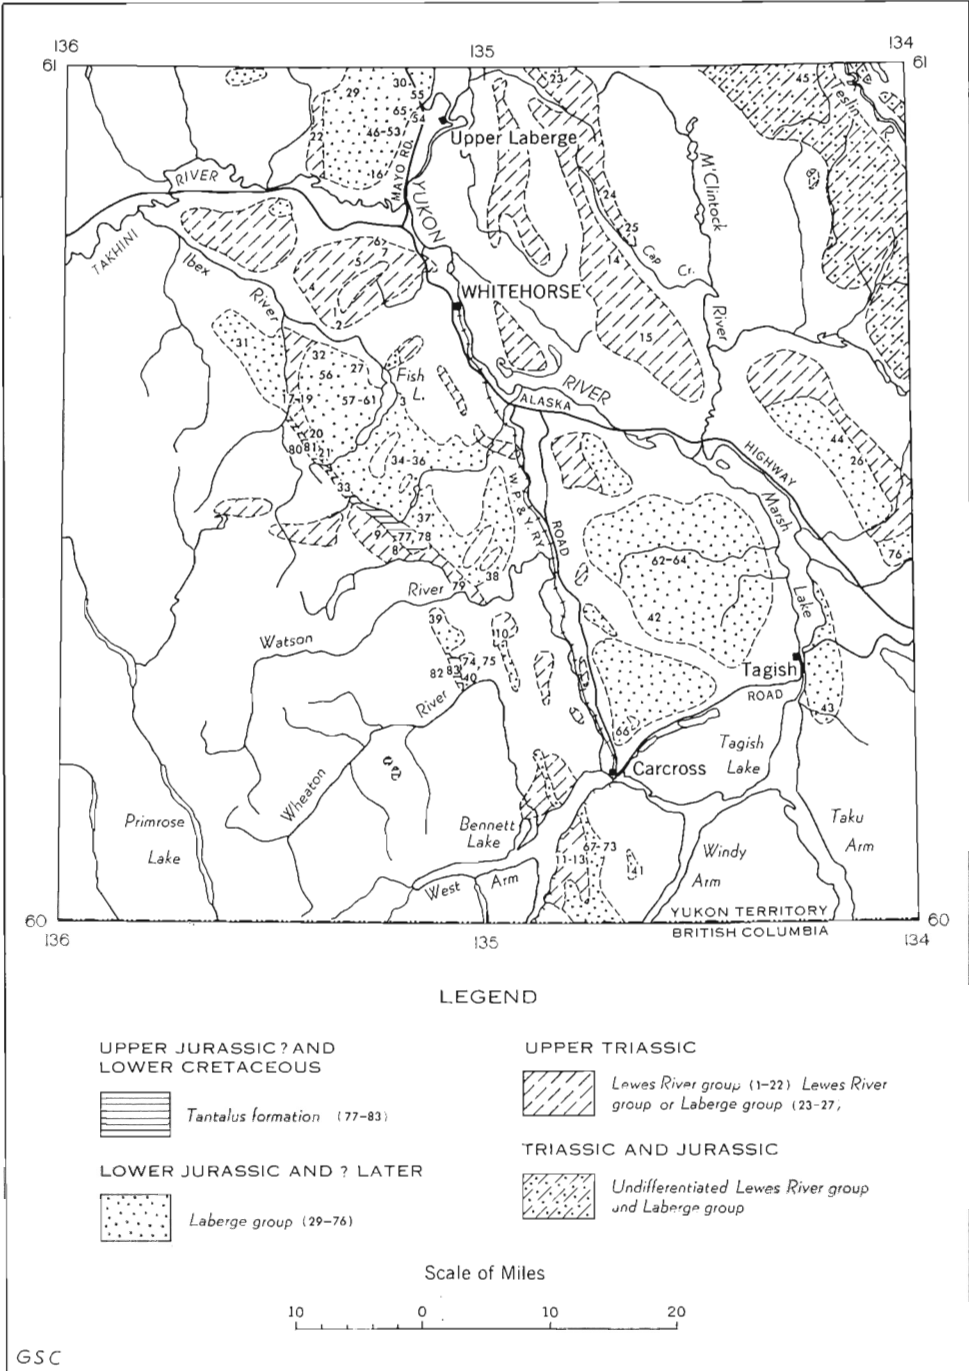 136
135
134
61
61
23
45
Teslin R.
29
30
55
65
54
46-53
22
16
MAYO RD.
Upper Laberge
M'Clintock
River
RIVER
TAKHINI
YUKON
24
25
Cap Cr.
14
15
Ibex
River
6
7
5
4
2
WHITEHORSE
31
32
56
27
Fish
L.
3
17-19
57-61
RIVER
ALASKA
HIGHWAY
20
80
81
21
34-36
33
44
26
W. P. & Y. RY
ROAD
Marsh
Lake
37
9
77, 78
8
76
62-64
38
79
River
Watson
42
39
10
74, 75
82
83
40
River
Wheaton
Tagish
ROAD
43
66
Carcross
Tagish
Lake
Primrose
Lake
Bennett
Lake
67-73
11-13
41
Windy
Arm
Taku
Arm
West Arm
60
YUKON TERRITORY
BRITISH COLUMBIA
60
136
135
134
LEGEND
UPPER JURASSIC ? AND
LOWER CRETACEOUS
Tantalus formation (77-83)
LOWER JURASSIC AND ? LATER
Laberge group (29-76)
UPPER TRIASSIC
Lewes River group (1-22) Lewes River
group or Laberge group (23-27,
TRIASSIC AND JURASSIC
Undifferentiated Lewes River group
and Laberge group
Scale of Miles
10 0 10 20
GSC